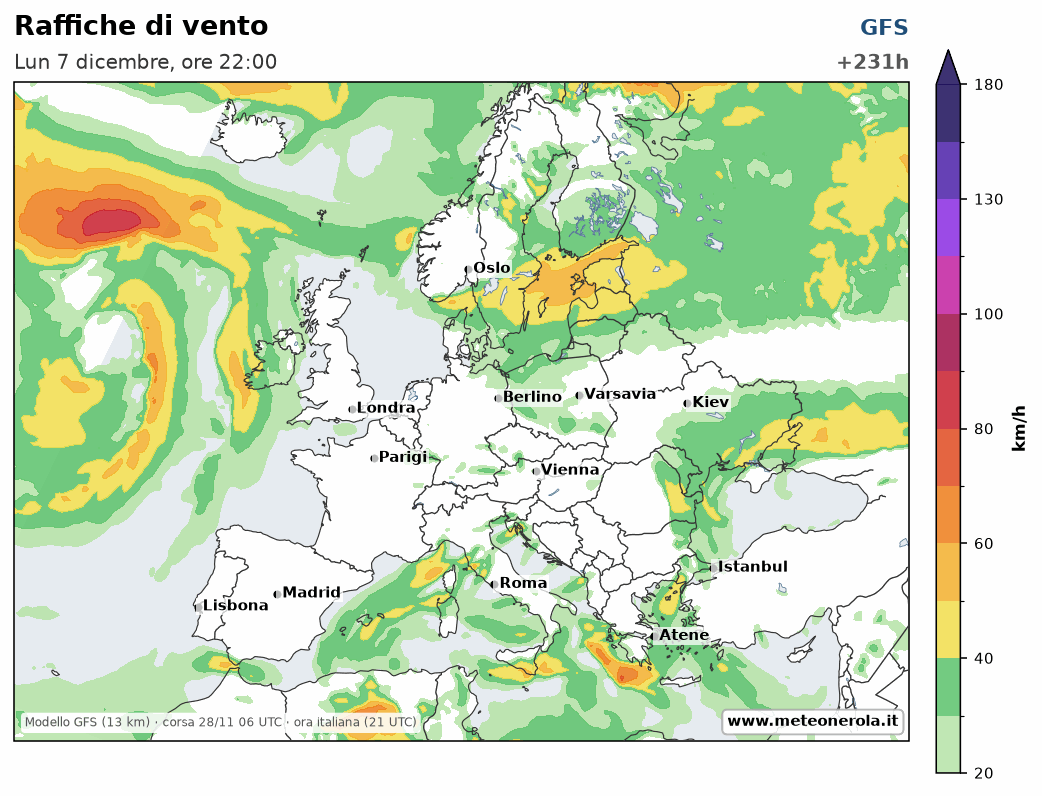 Raffiche di vento
GFS
Lun 7 dicembre, ore 22:00
+231h
180
130
100
80
60
40
20
km/h
Oslo
Berlino
Varsavia
Kiev
Londra
Parigi
Vienna
Istanbul
Roma
Madrid
Lisbona
Atene
Modello GFS (13 km) · corsa 28/11 06 UTC · ora italiana (21 UTC)
www.meteonerola.it